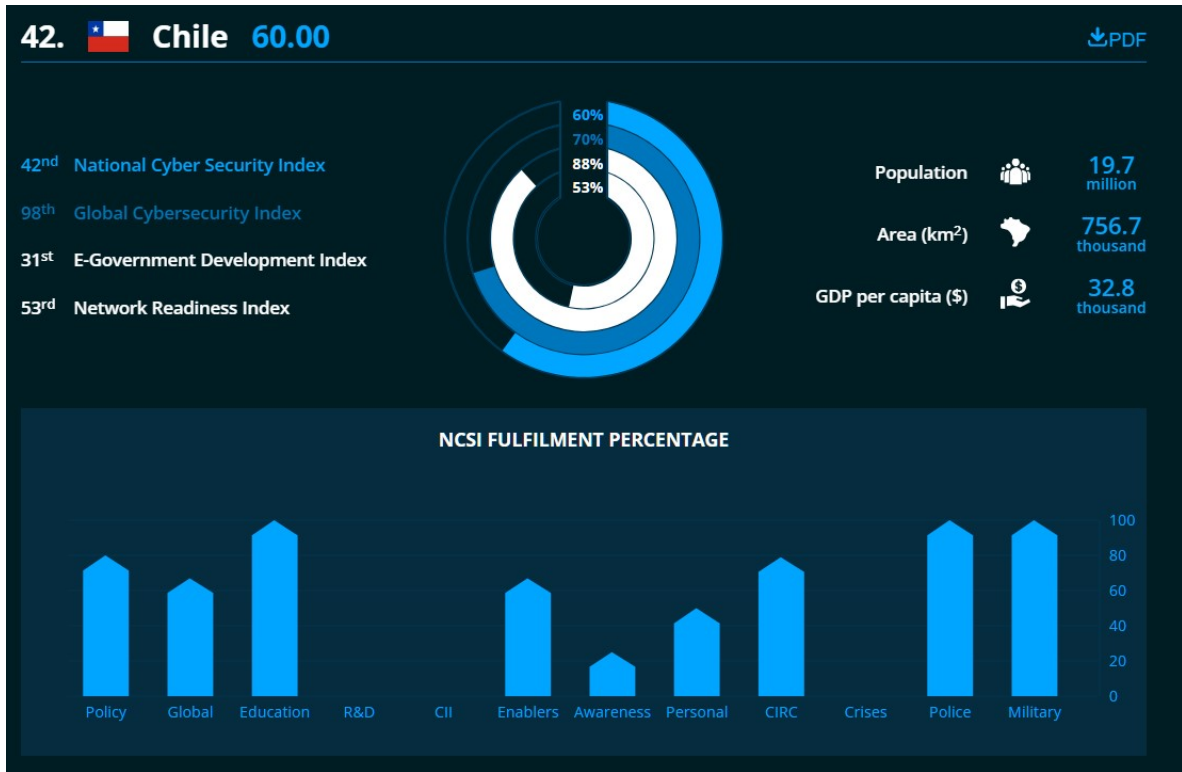 42. Chile 60.00
PDF
60%
70%
88%
53%
42nd National Cyber Security Index
98th Global Cybersecurity Index
31st E-Government Development Index
53rd Network Readiness Index
Population 19.7 million
Area (km²) 756.7 thousand
GDP per capita ($) 32.8 thousand
NCSI FULFILMENT PERCENTAGE
100
80
60
40
20
0
Policy Global Education R&D CII Enablers Awareness Personal CIRC Crises Police Military